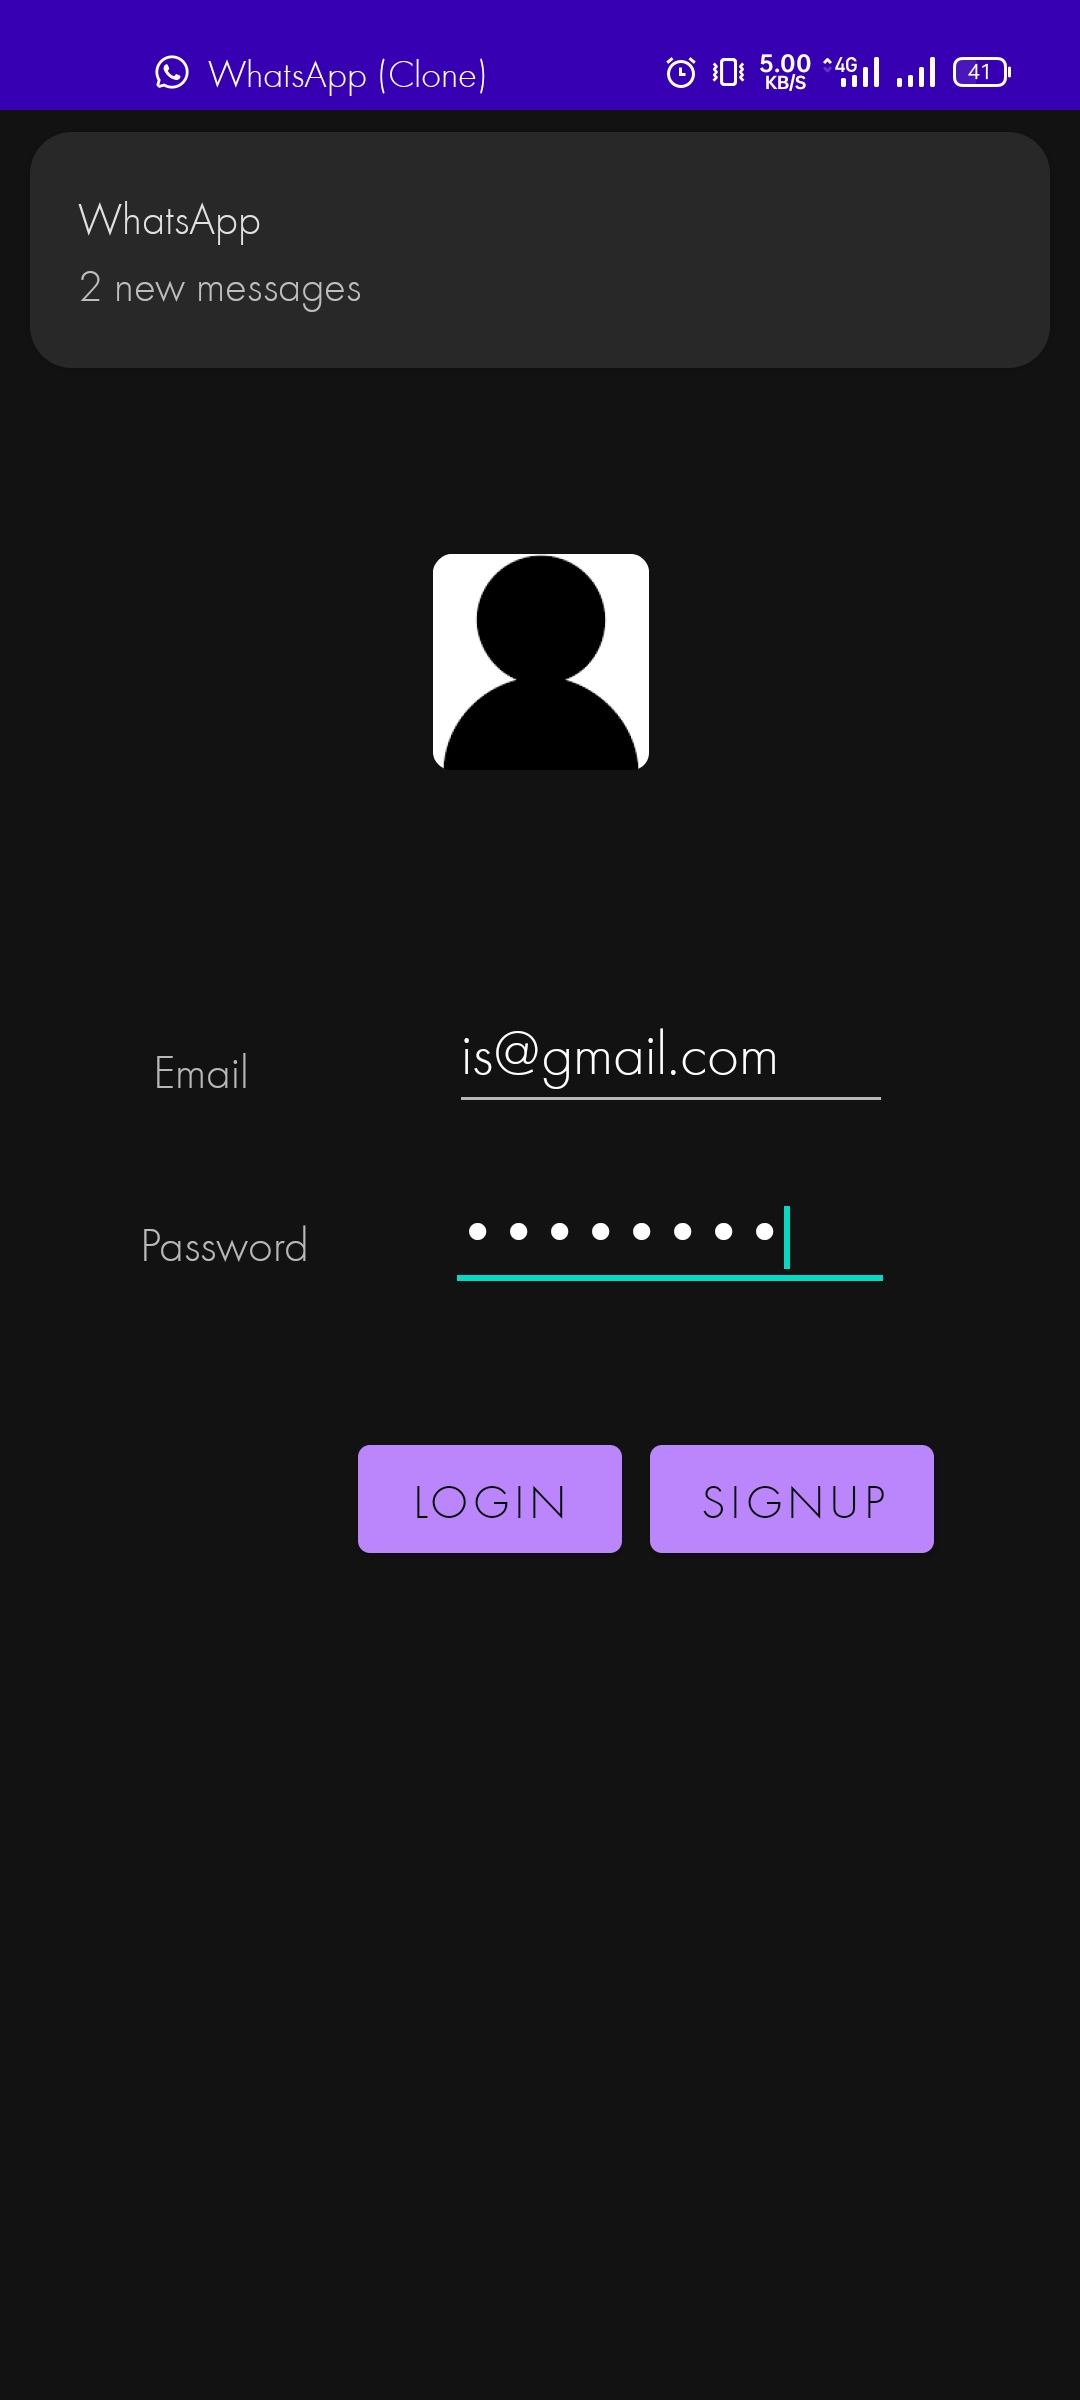 WhatsApp (Clone)
5.00
KB/S
4G
41
WhatsApp
2 new messages
Email
is@gmail.com
Password
LOGIN
SIGNUP